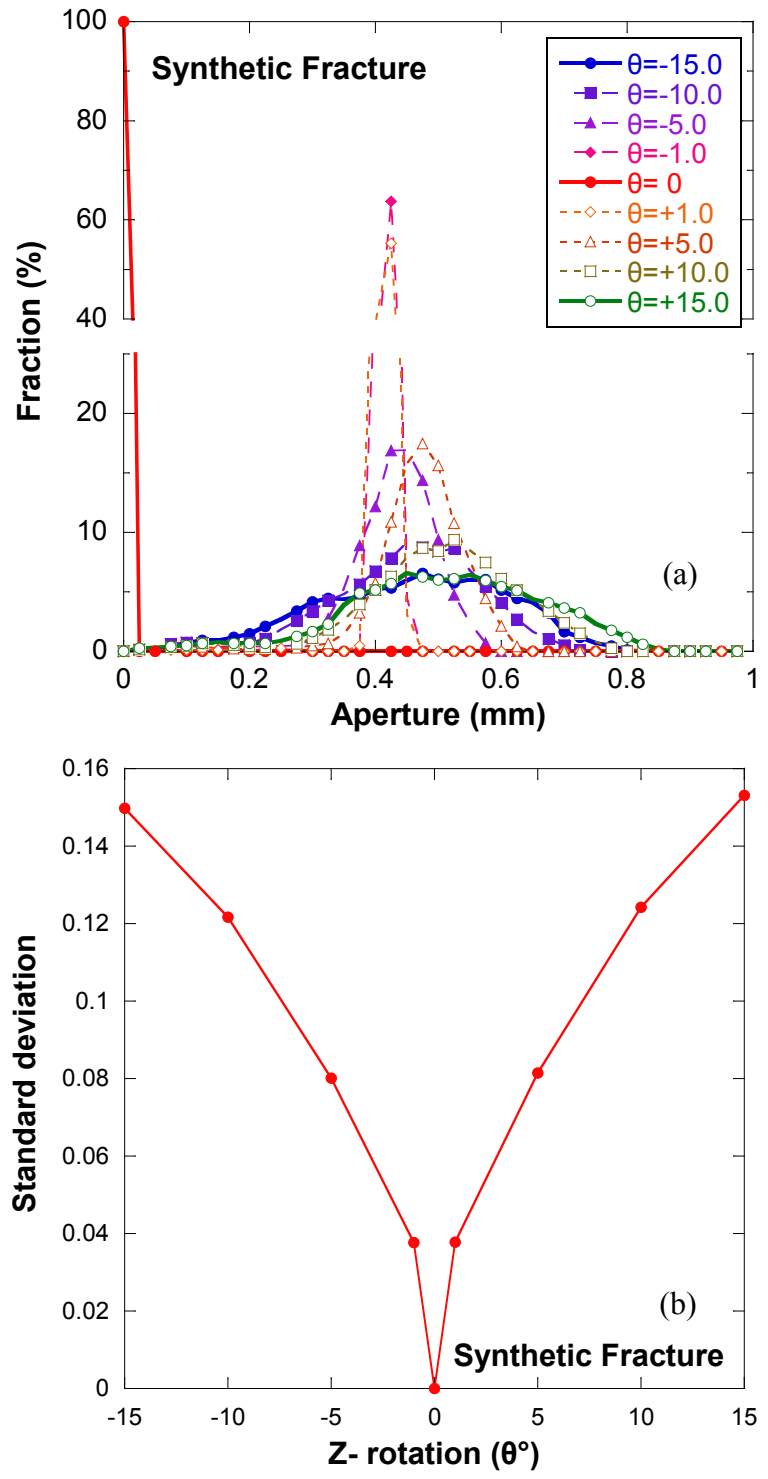 100
Synthetic Fracture
80
60
40
20
10
0
Fraction (%)
θ=-15.0
θ=-10.0
θ=-5.0
θ=-1.0
θ= 0
θ=+1.0
θ=+5.0
θ=+10.0
θ=+15.0
(a)
0 0.2 0.4 0.6 0.8 1
Aperture (mm)
0.16
0.14
0.12
0.1
0.08
0.06
0.04
0.02
0
Standard deviation
(b)
Synthetic Fracture
-15 -10 -5 0 5 10 15
Z- rotation (θ°)